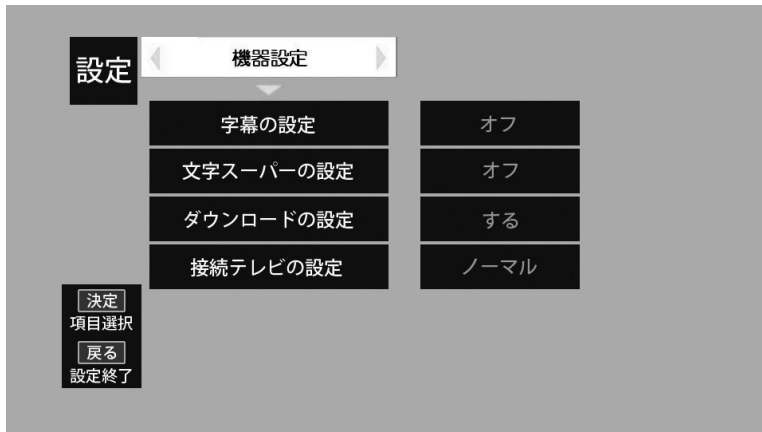 設定
機器設定
字幕の設定 オフ
文字スーパーの設定 オフ
ダウンロードの設定 する
接続テレビの設定 ノーマル
決定
項目選択
戻る
設定終了